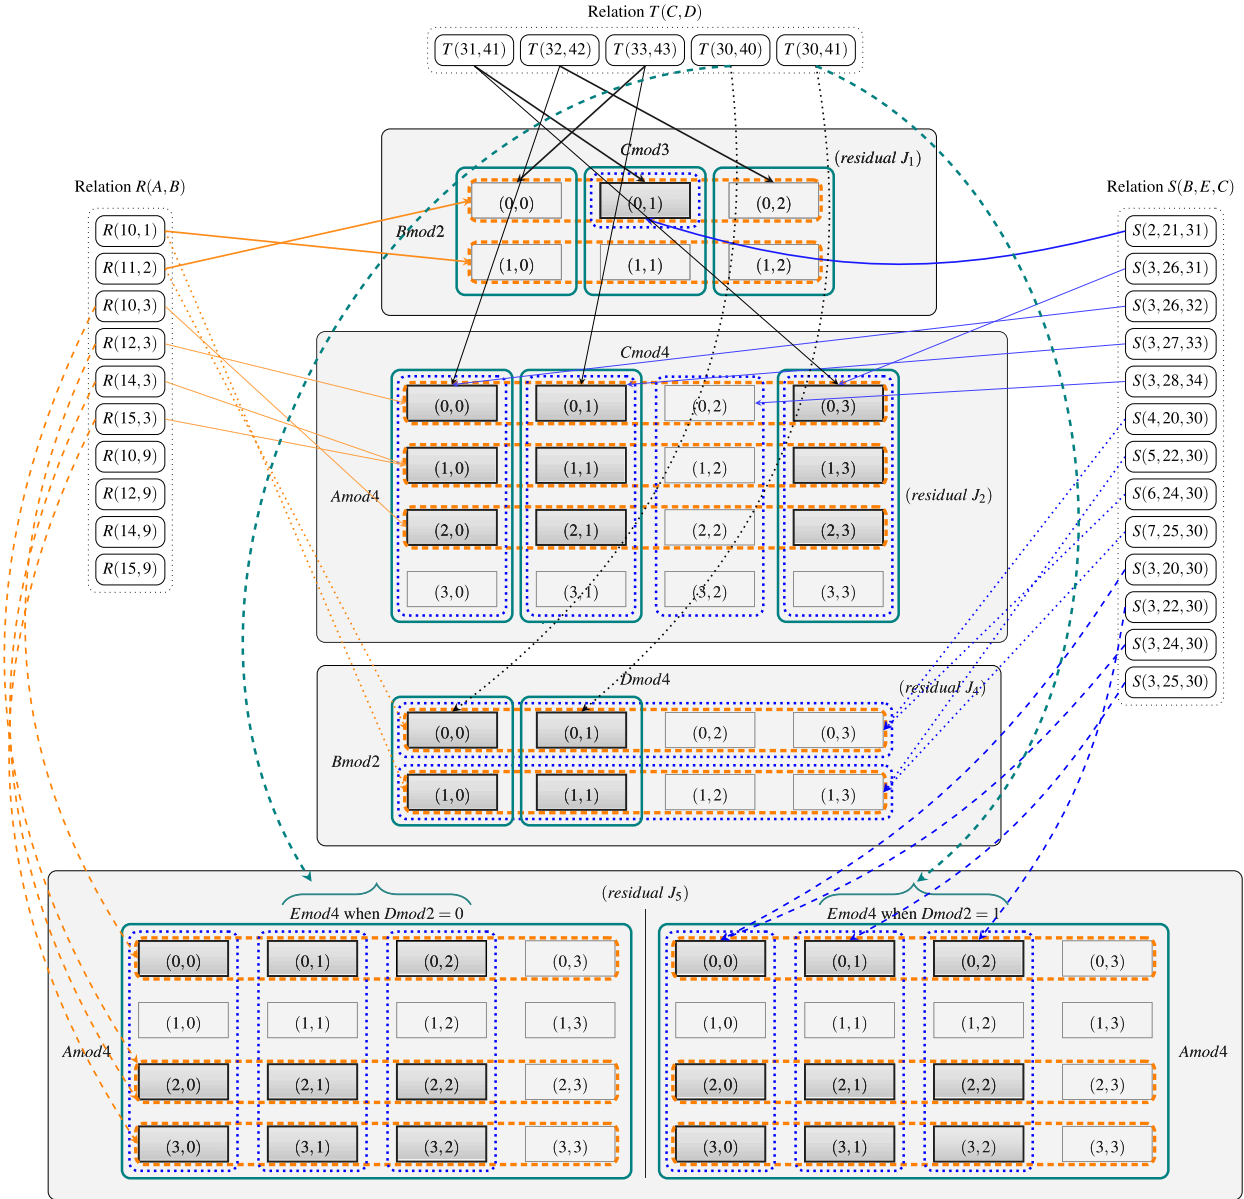 Relation T(C,D)
T(31,41) T(32,42) T(33,43) T(30,40) T(30,41)
Relation R(A,B)
R(10,1)
R(11,2)
R(10,3)
R(12,3)
R(14,3)
R(15,3)
R(10,9)
R(12,9)
R(14,9)
R(15,9)
Relation S(B,E,C)
S(2,21,31)
S(3,26,31)
S(3,26,32)
S(3,27,33)
S(3,28,34)
S(4,20,30)
S(5,22,30)
S(6,24,30)
S(7,25,30)
S(3,20,30)
S(3,22,30)
S(3,24,30)
S(3,25,30)
Cmod3
(residual J1)
Bmod2
(0,0) (0,1) (0,2)
(1,0) (1,1) (1,2)
Cmod4
Amod4
(residual J2)
(0,0) (0,1) (0,2) (0,3)
(1,0) (1,1) (1,2) (1,3)
(2,0) (2,1) (2,2) (2,3)
(3,0) (3,1) (3,2) (3,3)
Dmod4
(residual J4)
Bmod2
(0,0) (0,1) (0,2) (0,3)
(1,0) (1,1) (1,2) (1,3)
(residual J5)
Emod4 when Dmod2 = 0
Amod4
(0,0) (0,1) (0,2) (0,3)
(1,0) (1,1) (1,2) (1,3)
(2,0) (2,1) (2,2) (2,3)
(3,0) (3,1) (3,2) (3,3)
Emod4 when Dmod2 = 1
Amod4
(0,0) (0,1) (0,2) (0,3)
(1,0) (1,1) (1,2) (1,3)
(2,0) (2,1) (2,2) (2,3)
(3,0) (3,1) (3,2) (3,3)